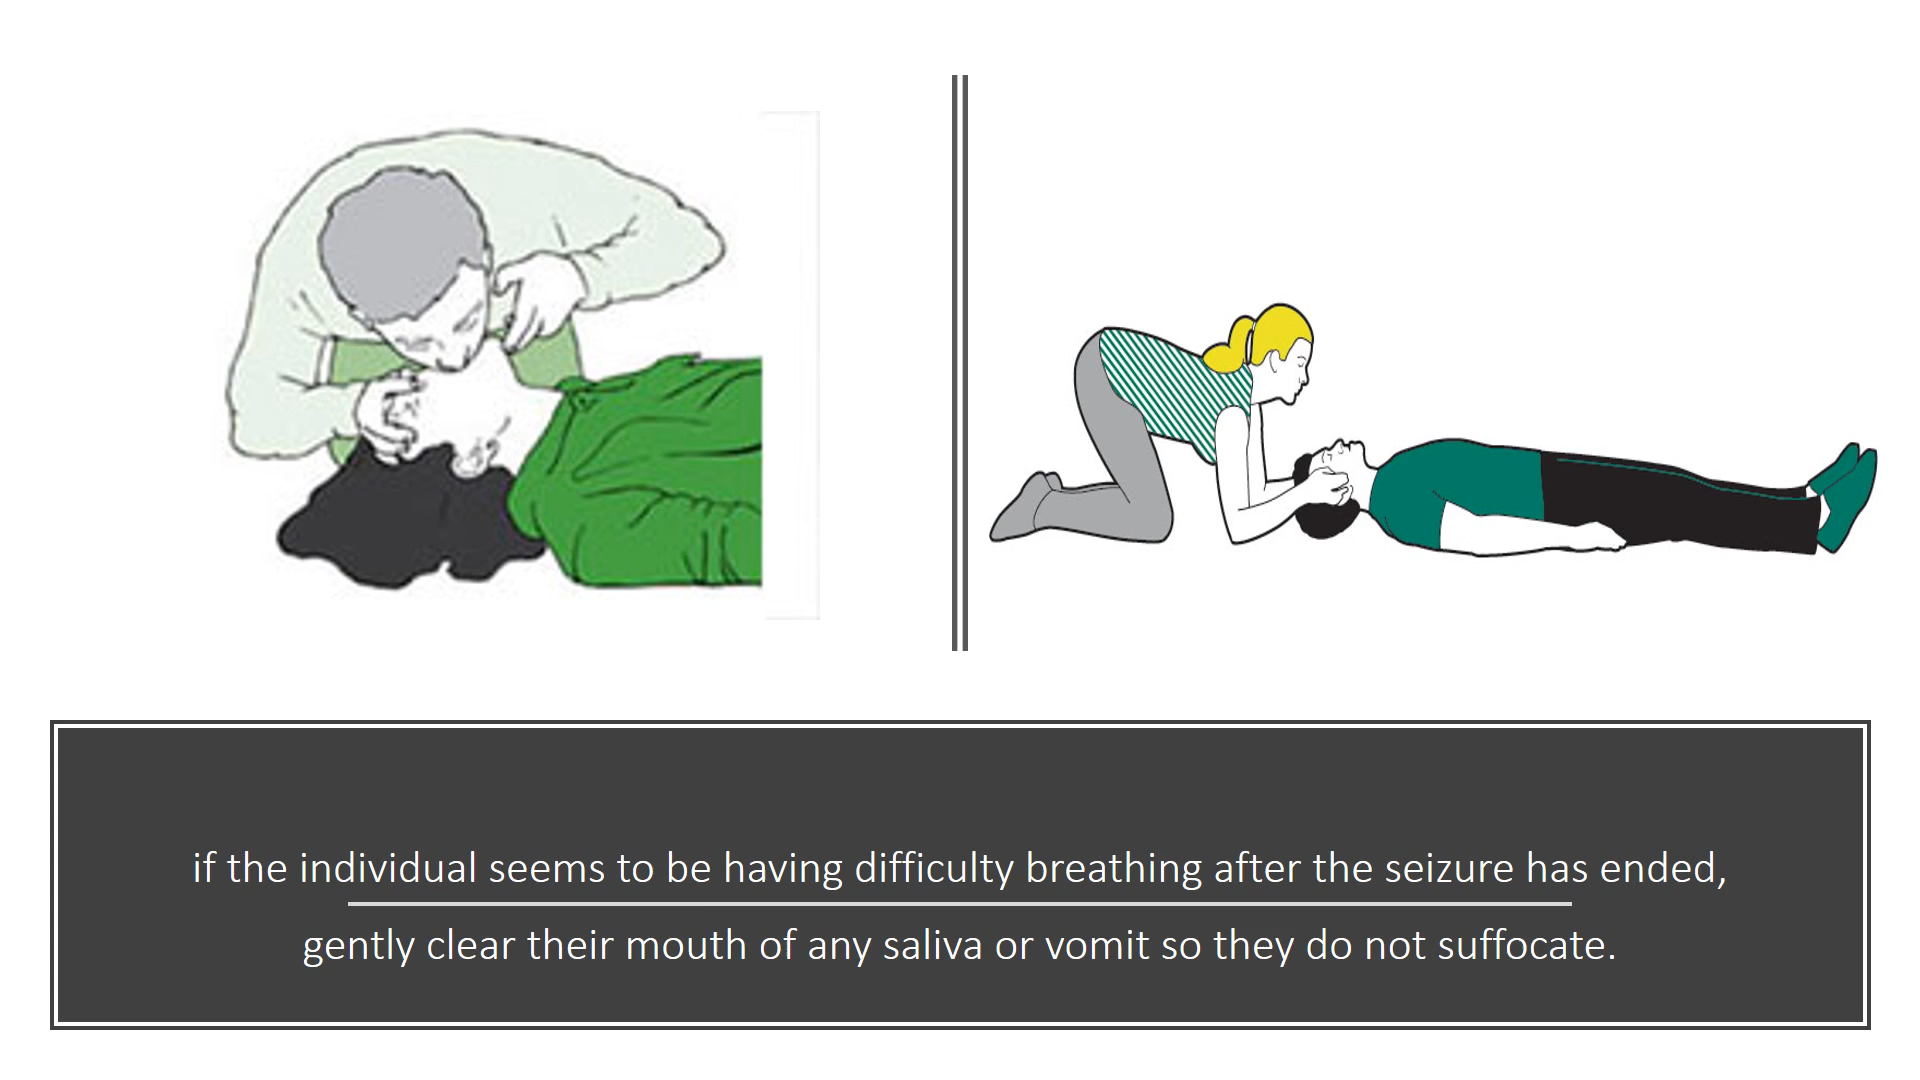 if the individual seems to be having difficulty breathing after the seizure has ended,
gently clear their mouth of any saliva or vomit so they do not suffocate.